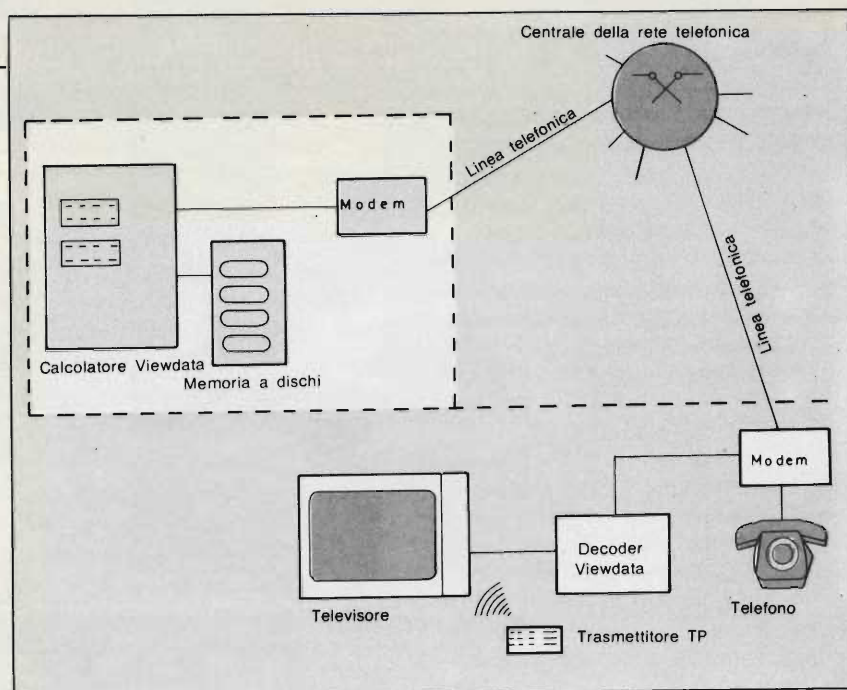 Centrale della rete telefonica
Linea telefonica
Modem
Calcolatore Viewdata
Memoria a dischi
Linea telefonica
Modem
Decoder
Viewdata
Televisore
Telefono
Trasmettitore TP